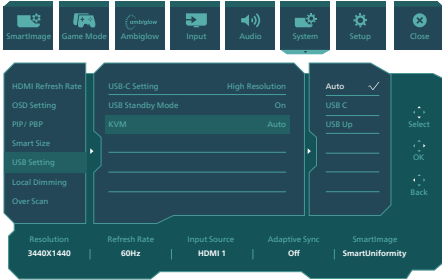 ambiglow
SmartImage Game Mode Ambiglow Input Audio System Setup Close
HDMI Refresh Rate USB-C Setting High Resolution Auto
OSD Setting USB Standby Mode On USB C
PIP/ PBP KVM Auto USB Up
Select
Smart Size
OK
USB Setting
Local Dimming
Back
Over Scan
Resolution Refresh Rate Input Source Adaptive Sync SmartImage
3440X1440 | 60Hz | HDMI 1 | Off | SmartUniformity